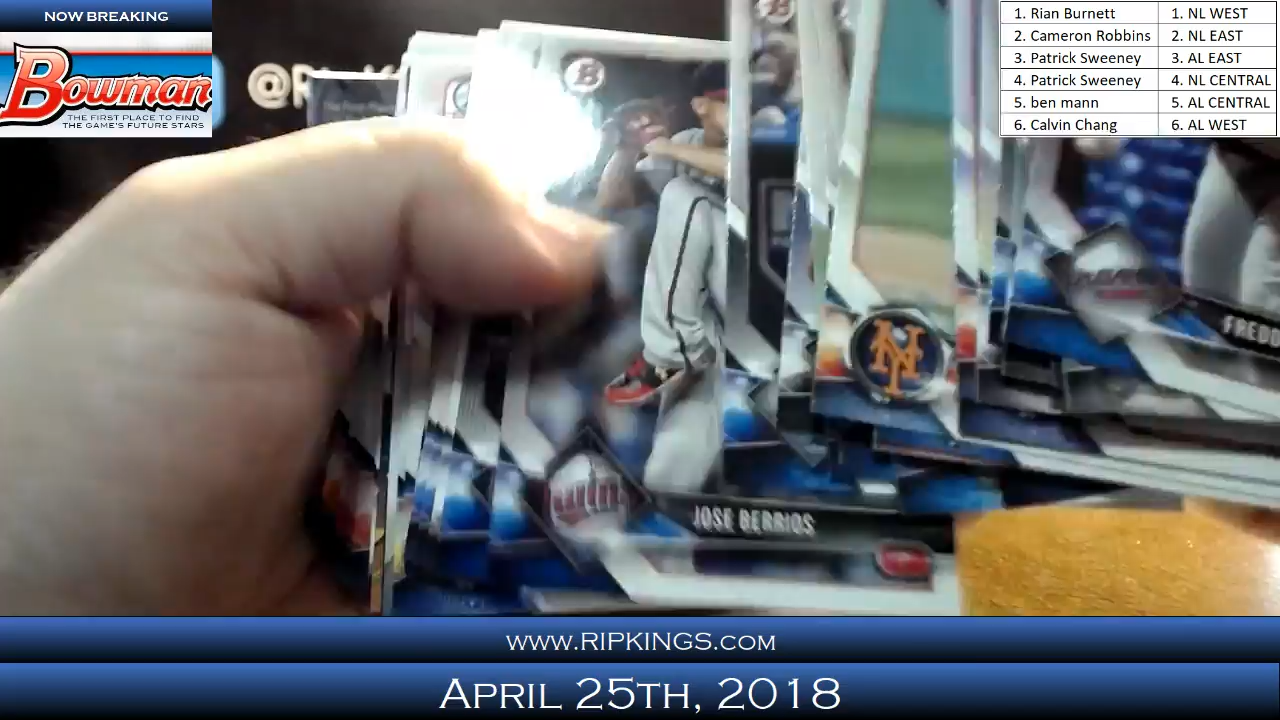 NOW BREAKING
Bowman
THE FIRST PLACE TO FIND
THE GAME'S FUTURE STARS
1. Rian Burnett 1. NL WEST
2. Cameron Robbins 2. NL EAST
3. Patrick Sweeney 3. AL EAST
4. Patrick Sweeney 4. NL CENTRAL
5. ben mann 5. AL CENTRAL
6. Calvin Chang 6. AL WEST
B
NY
FREDD
JOSE BERRIOS
WWW.RIPKINGS.COM
APRIL 25TH, 2018